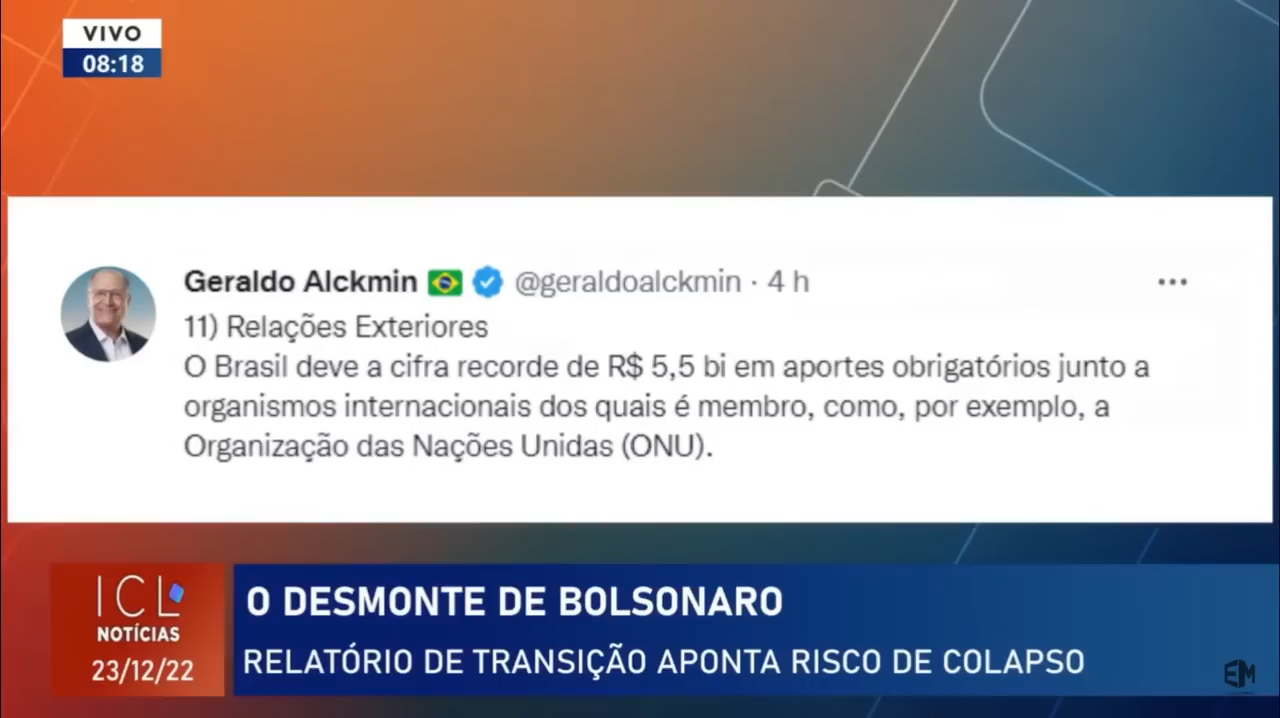 VIVO
08:18
Geraldo Alckmin @geraldoalckmin · 4 h
11) Relações Exteriores
O Brasil deve a cifra recorde de R$ 5,5 bi em aportes obrigatórios junto a
organismos internacionais dos quais é membro, como, por exemplo, a
Organização das Nações Unidas (ONU).
ICL
NOTÍCIAS
23/12/22
O DESMONTE DE BOLSONARO
RELATÓRIO DE TRANSIÇÃO APONTA RISCO DE COLAPSO
EM